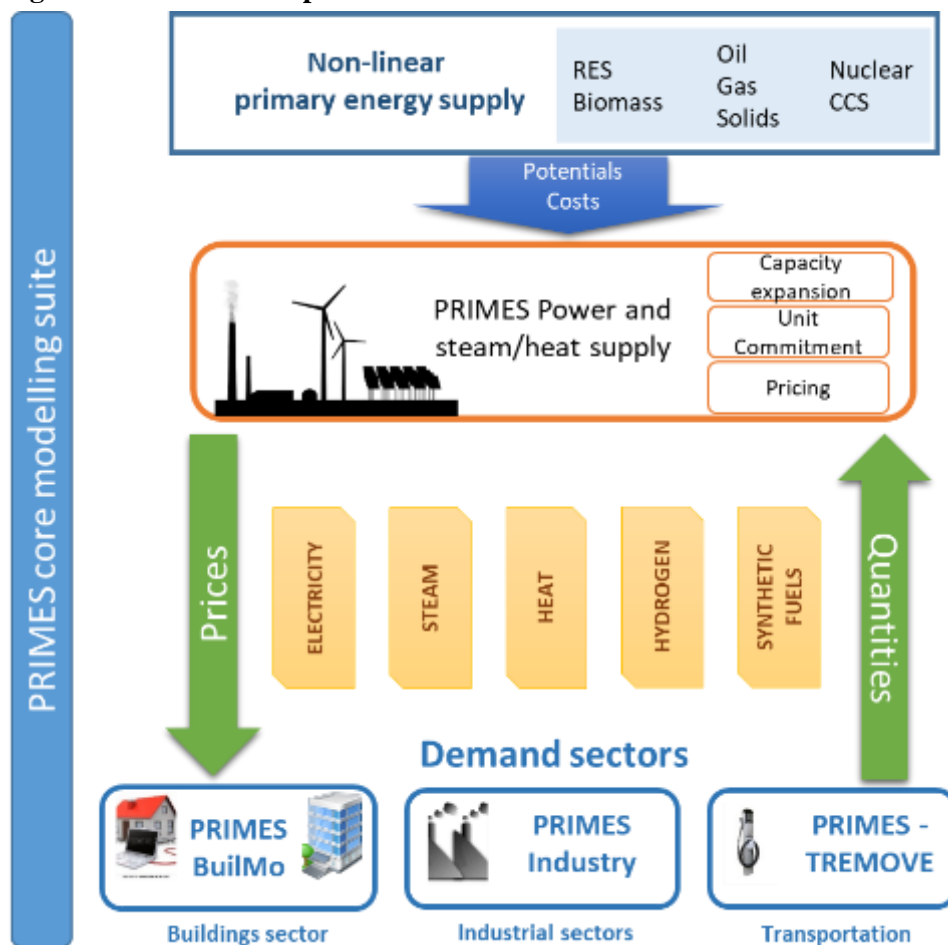 PRIMES core modelling suite
Non-linear
primary energy supply
RES
Biomass
Oil
Gas
Solids
Nuclear
CCS
Potentials
Costs
PRIMES Power and
steam/heat supply
Capacity
expansion
Unit
Commitment
Pricing
Prices
ELECTRICITY
STEAM
HEAT
HYDROGEN
SYNTHETIC
FUELS
Quantities
Demand sectors
PRIMES
BuilMo
PRIMES
Industry
PRIMES -
TREMOVE
Buildings sector
Industrial sectors
Transportation